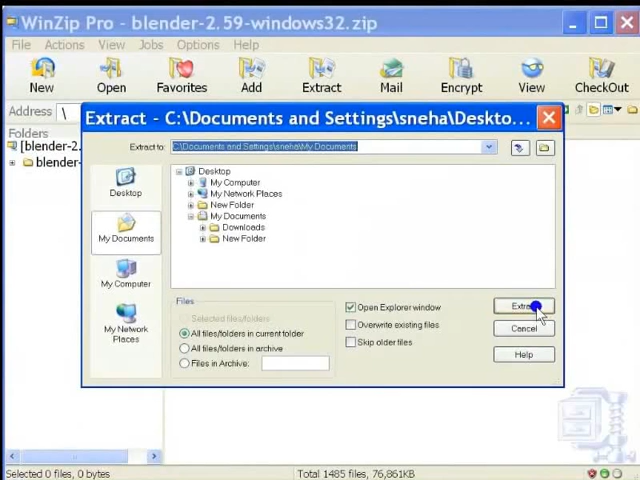 WinZip Pro - blender-2.59-windows32.zip
File Actions View Jobs Options Help
New Open Favorites Add Extract Mail Encrypt View CheckOut
Address \
Folders
[blender-2.
blender-
Extract - C:\Documents and Settings\sneha\Deskto...
Extract to: C:\Documents and Settings\sneha\My Documents
Desktop
My Documents
My Computer
My Network Places
Desktop
My Computer
My Network Places
New Folder
My Documents
Downloads
New Folder
Files
Selected files/folders
All files/folders in current folder
All files/folders in archive
Files in Archive:
Open Explorer window
Overwrite existing files
Skip older files
Extract
Cancel
Help
Selected 0 files, 0 bytes
Total 1485 files, 76,861KB